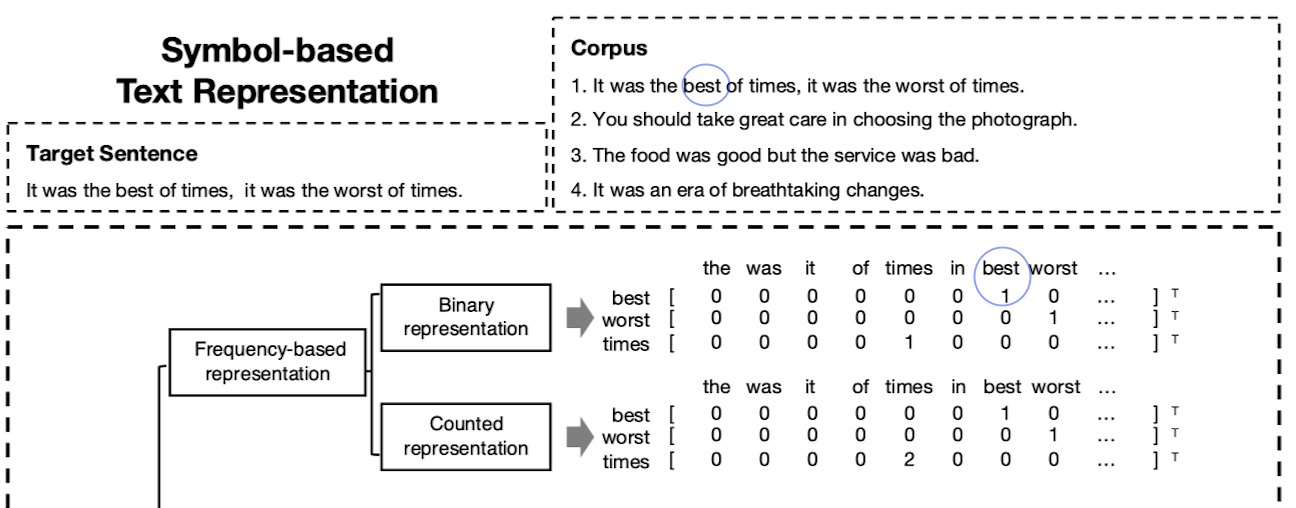 Symbol-based
Text Representation
Target Sentence
It was the best of times,  it was the worst of times.
Corpus
1. It was the best of times, it was the worst of times.
2. You should take great care in choosing the photograph.
3. The food was good but the service was bad.
4. It was an era of breathtaking changes.
Frequency-based
representation
Binary
representation
the was it of times in best worst ...
best [ 0 0 0 0 0 0 1 0 ... ] T
worst [ 0 0 0 0 0 0 0 1 ... ] T
times [ 0 0 0 0 1 0 0 0 ... ] T
Counted
representation
the was it of times in best worst ...
best [ 0 0 0 0 0 0 1 0 ... ] T
worst [ 0 0 0 0 0 0 0 1 ... ] T
times [ 0 0 0 0 2 0 0 0 ... ] T